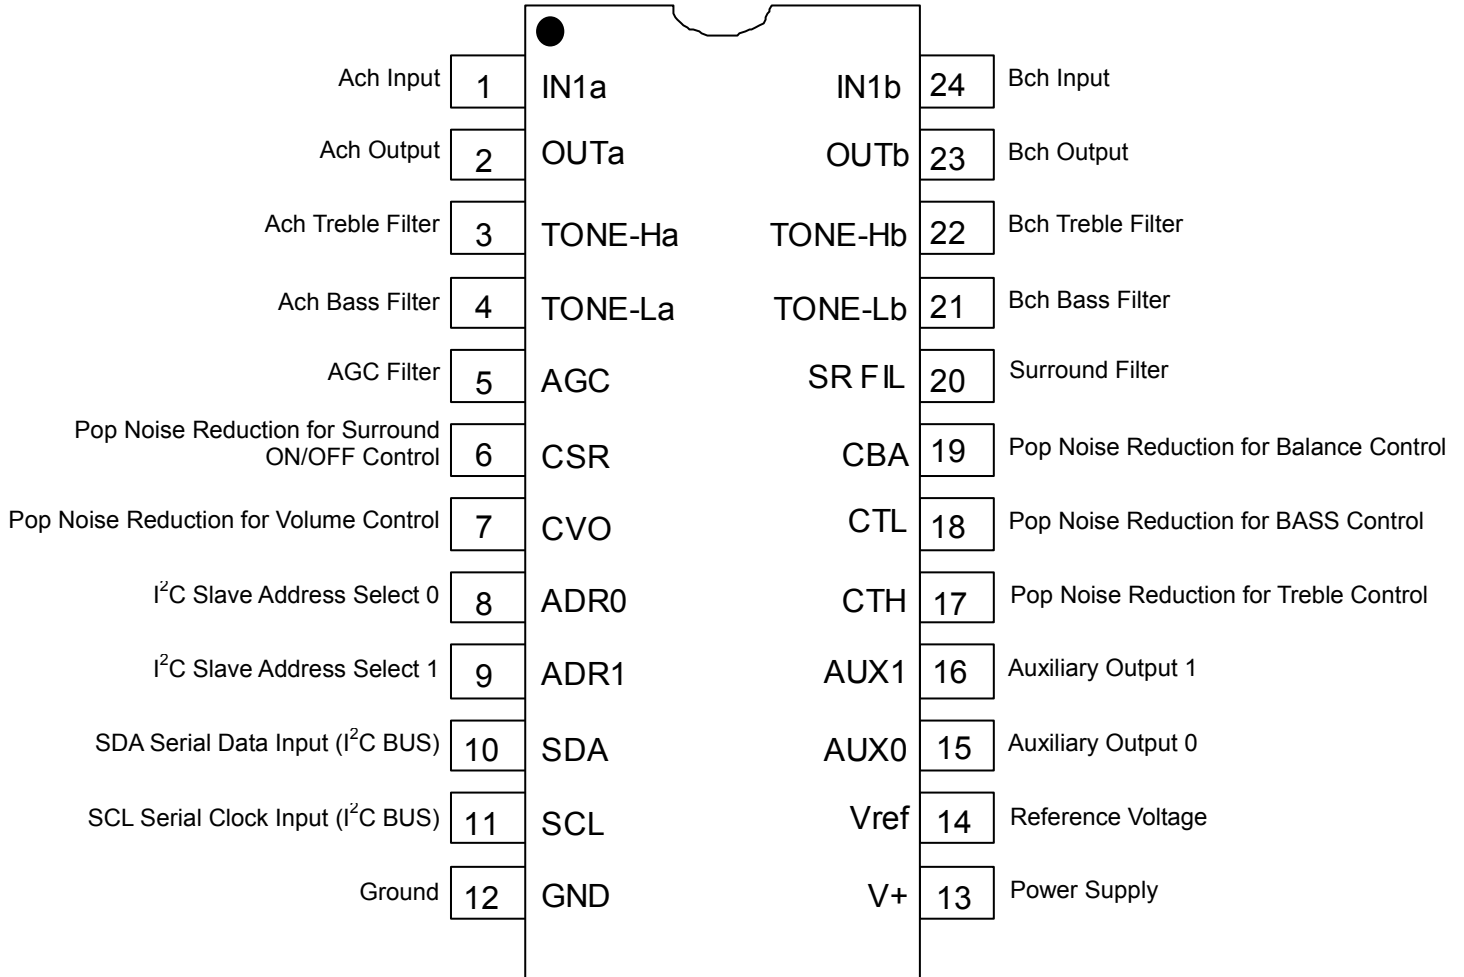 Ach Input 1 IN1a IN1b 24 Bch Input
Ach Output 2 OUTa OUTb 23 Bch Output
Ach Treble Filter 3 TONE-Ha TONE-Hb 22 Bch Treble Filter
Ach Bass Filter 4 TONE-La TONE-Lb 21 Bch Bass Filter
AGC Filter 5 AGC SR FIL 20 Surround Filter
Pop Noise Reduction for Surround
ON/OFF Control 6 CSR CBA 19 Pop Noise Reduction for Balance Control
Pop Noise Reduction for Volume Control 7 CVO CTL 18 Pop Noise Reduction for BASS Control
I²C Slave Address Select 0 8 ADR0 CTH 17 Pop Noise Reduction for Treble Control
I²C Slave Address Select 1 9 ADR1 AUX1 16 Auxiliary Output 1
SDA Serial Data Input (I²C BUS) 10 SDA AUX0 15 Auxiliary Output 0
SCL Serial Clock Input (I²C BUS) 11 SCL Vref 14 Reference Voltage
Ground 12 GND V+ 13 Power Supply